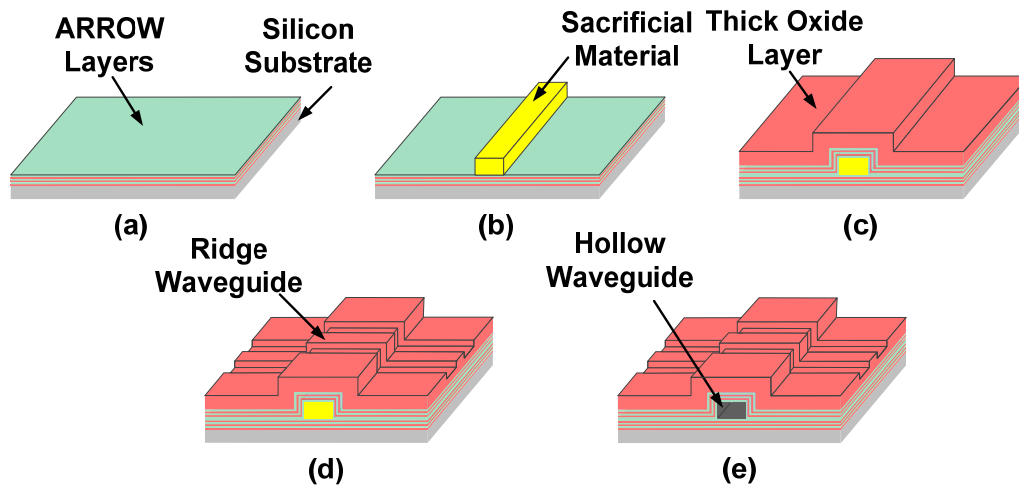 ARROW
Layers
Silicon
Substrate
(a)
Sacrificial
Material
(b)
Thick Oxide
Layer
(c)
Ridge
Waveguide
(d)
Hollow
Waveguide
(e)